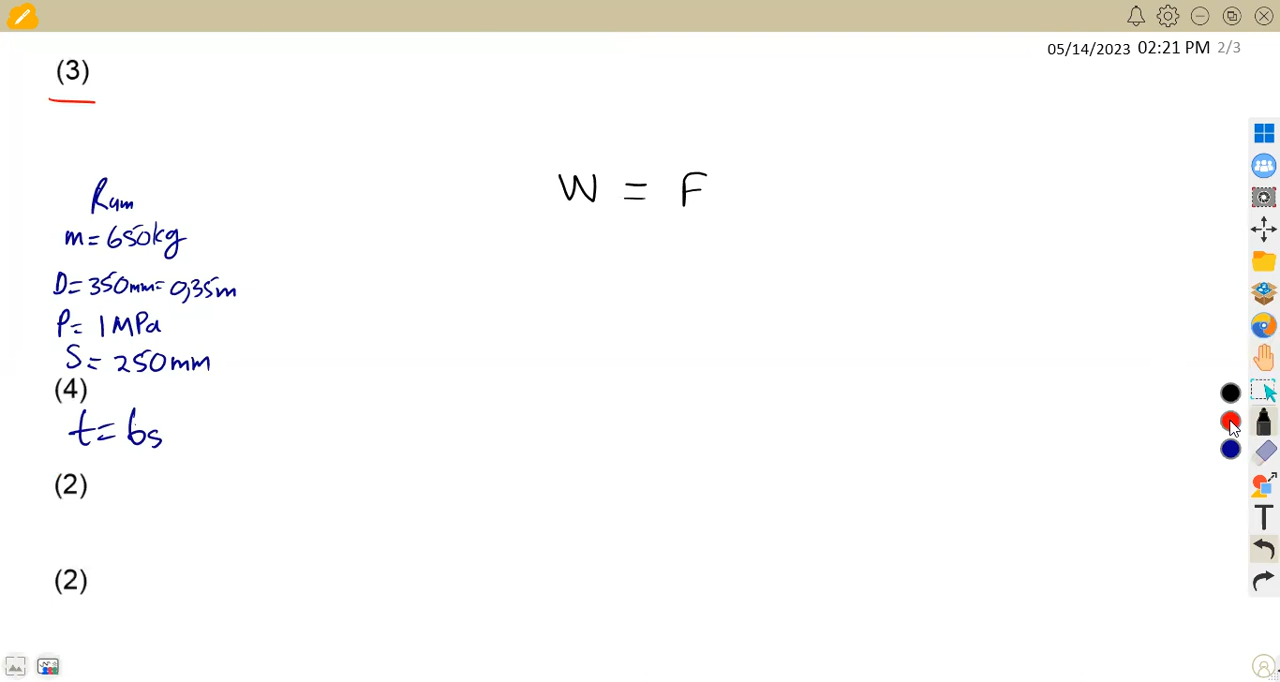 05/14/2023 02:21 PM 2/3
(3)
W = F
Ram
m = 650kg
D = 350mm = 0,35m
P = 1 MPa
S = 250mm
(4)
t = 6s
(2)
(2)